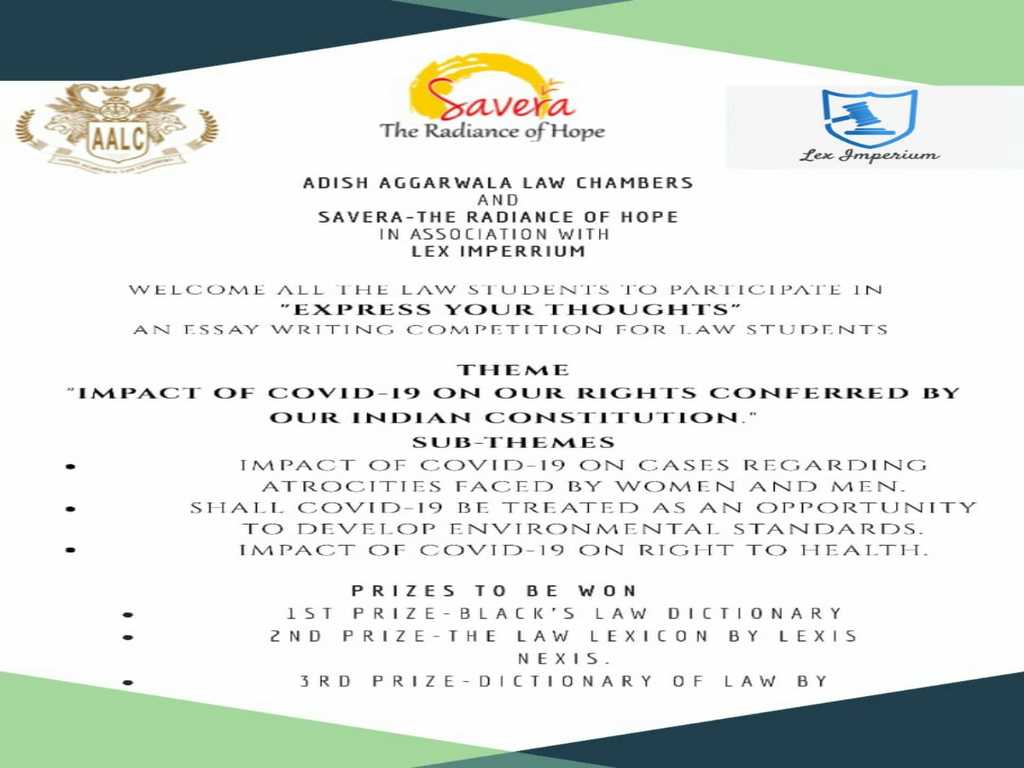 AALC
Savera
The Radiance of Hope
Lex Imperium
ADISH AGGARWALA LAW CHAMBERS
AND
SAVERA-THE RADIANCE OF HOPE
IN ASSOCIATION WITH
LEX IMPERRIUM
WELCOME ALL THE LAW STUDENTS TO PARTICIPATE IN
"EXPRESS YOUR THOUGHTS"
AN ESSAY WRITING COMPETITION FOR LAW STUDENTS
THEME
"IMPACT OF COVID-19 ON OUR RIGHTS CONFERRED BY
OUR INDIAN CONSTITUTION."
SUB-THEMES
• IMPACT OF COVID-19 ON CASES REGARDING
ATROCITIES FACED BY WOMEN AND MEN.
• SHALL COVID-19 BE TREATED AS AN OPPORTUNITY
TO DEVELOP ENVIRONMENTAL STANDARDS.
• IMPACT OF COVID-19 ON RIGHT TO HEALTH.
PRIZES TO BE WON
• 1ST PRIZE-BLACK'S LAW DICTIONARY
• 2ND PRIZE-THE LAW LEXICON BY LEXIS
NEXIS.
• 3RD PRIZE-DICTIONARY OF LAW BY